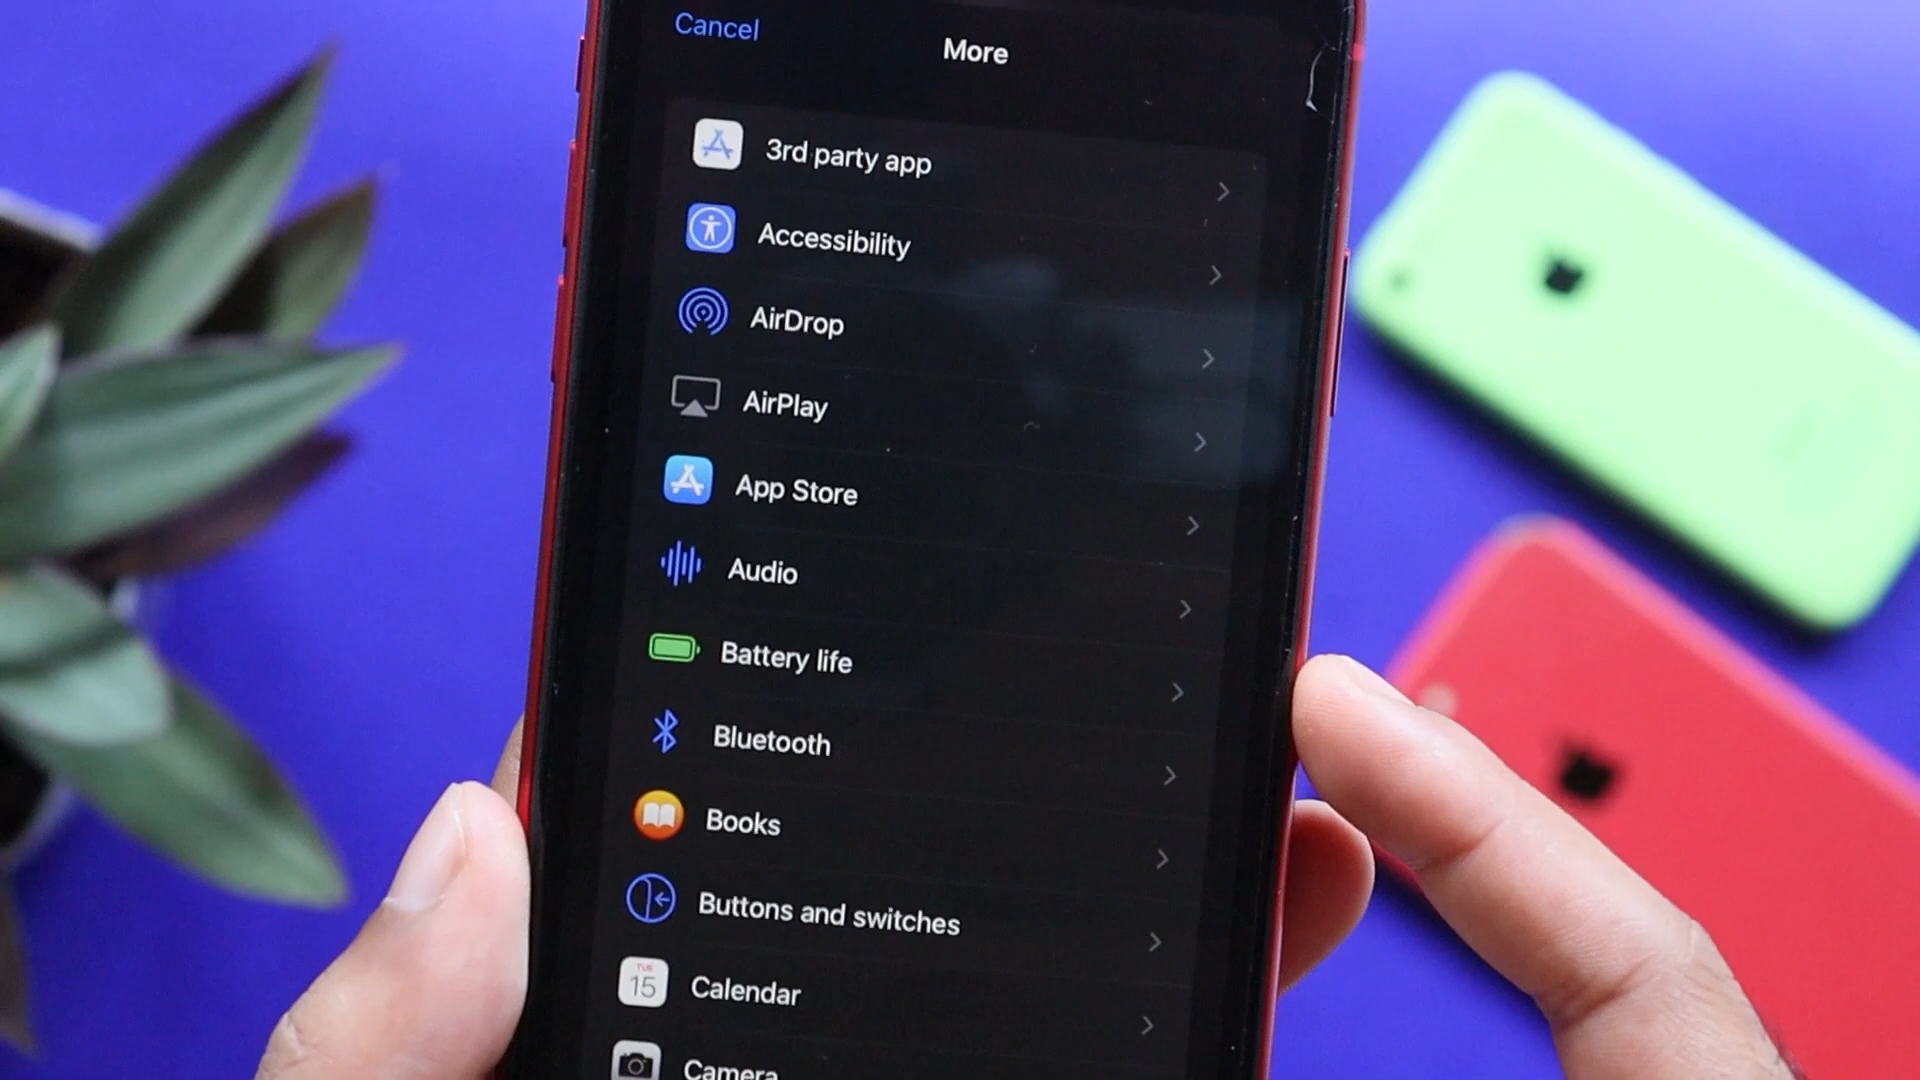 Cancel
More
3rd party app
Accessibility
AirDrop
AirPlay
App Store
Audio
Battery life
Bluetooth
Books
Buttons and switches
TUE
15
Calendar
Camera